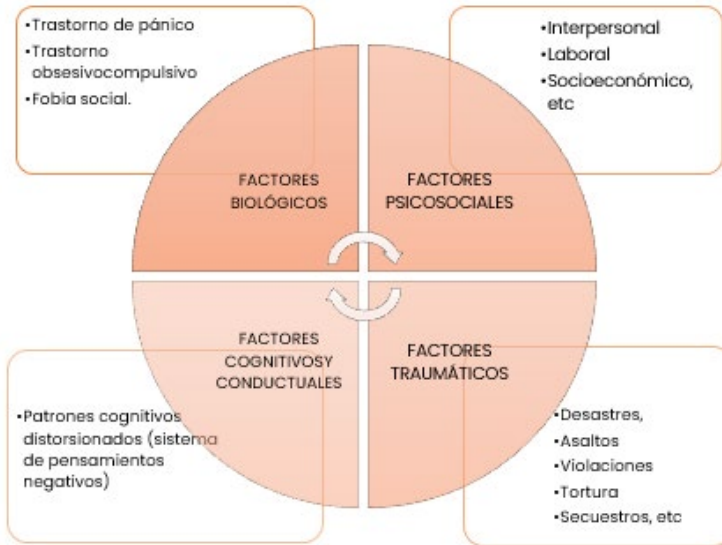 •Trastorno de pánico
•Trastorno
obsesivocompulsivo
•Fobia social.
•Interpersonal
•Laboral
•Socioeconómico,
etc
FACTORES
BIOLÓGICOS
FACTORES
PSICOSOCIALES
FACTORES
COGNITIVOSY
CONDUCTUALES
FACTORES
TRAUMÁTICOS
•Patrones cognitivos
distorsionados (sistema
de pensamientos
negativos)
•Desastres,
•Asaltos
•Violaciones
•Tortura
•Secuestros, etc